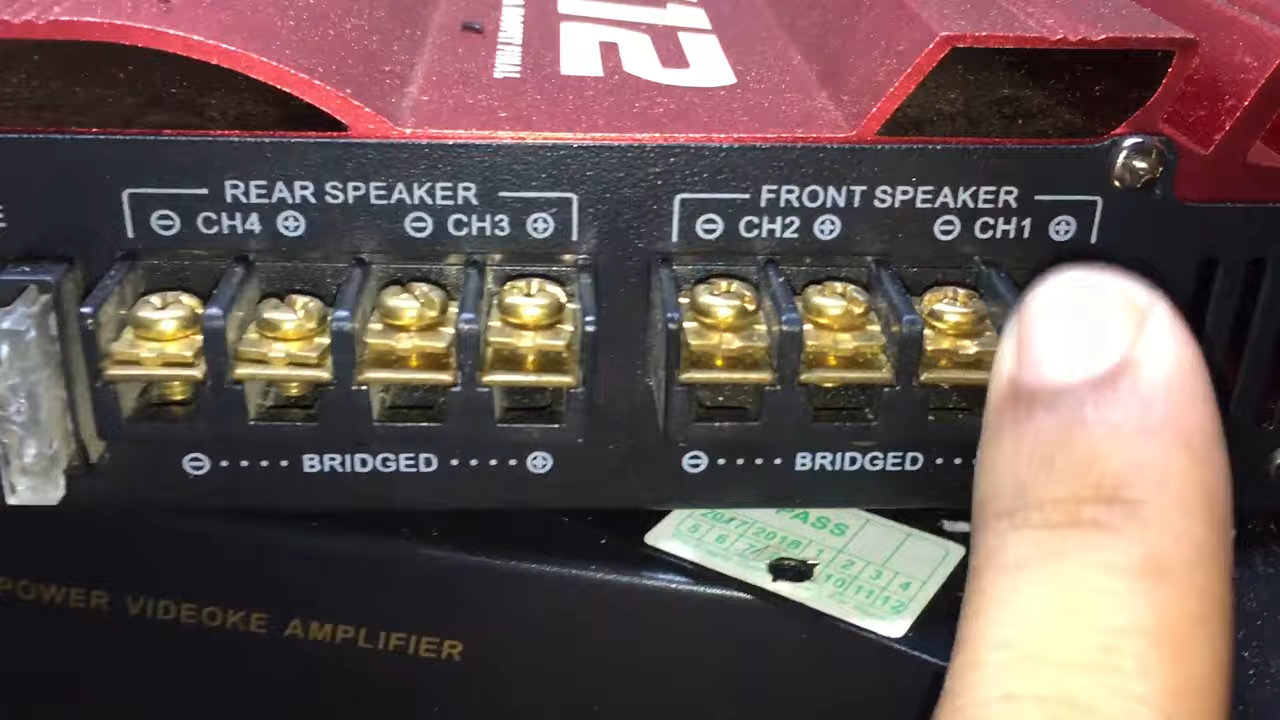 12
REAR SPEAKER
⊖ CH4 ⊕ ⊖ CH3 ⊕
FRONT SPEAKER
⊖ CH2 ⊕ ⊖ CH1 ⊕
⊖ .... BRIDGED .... ⊕
⊖ .... BRIDGED ..
PASS
2017 2018 1 2 3 4
5 6 7 10 11 12
POWER VIDEOKE AMPLIFIER